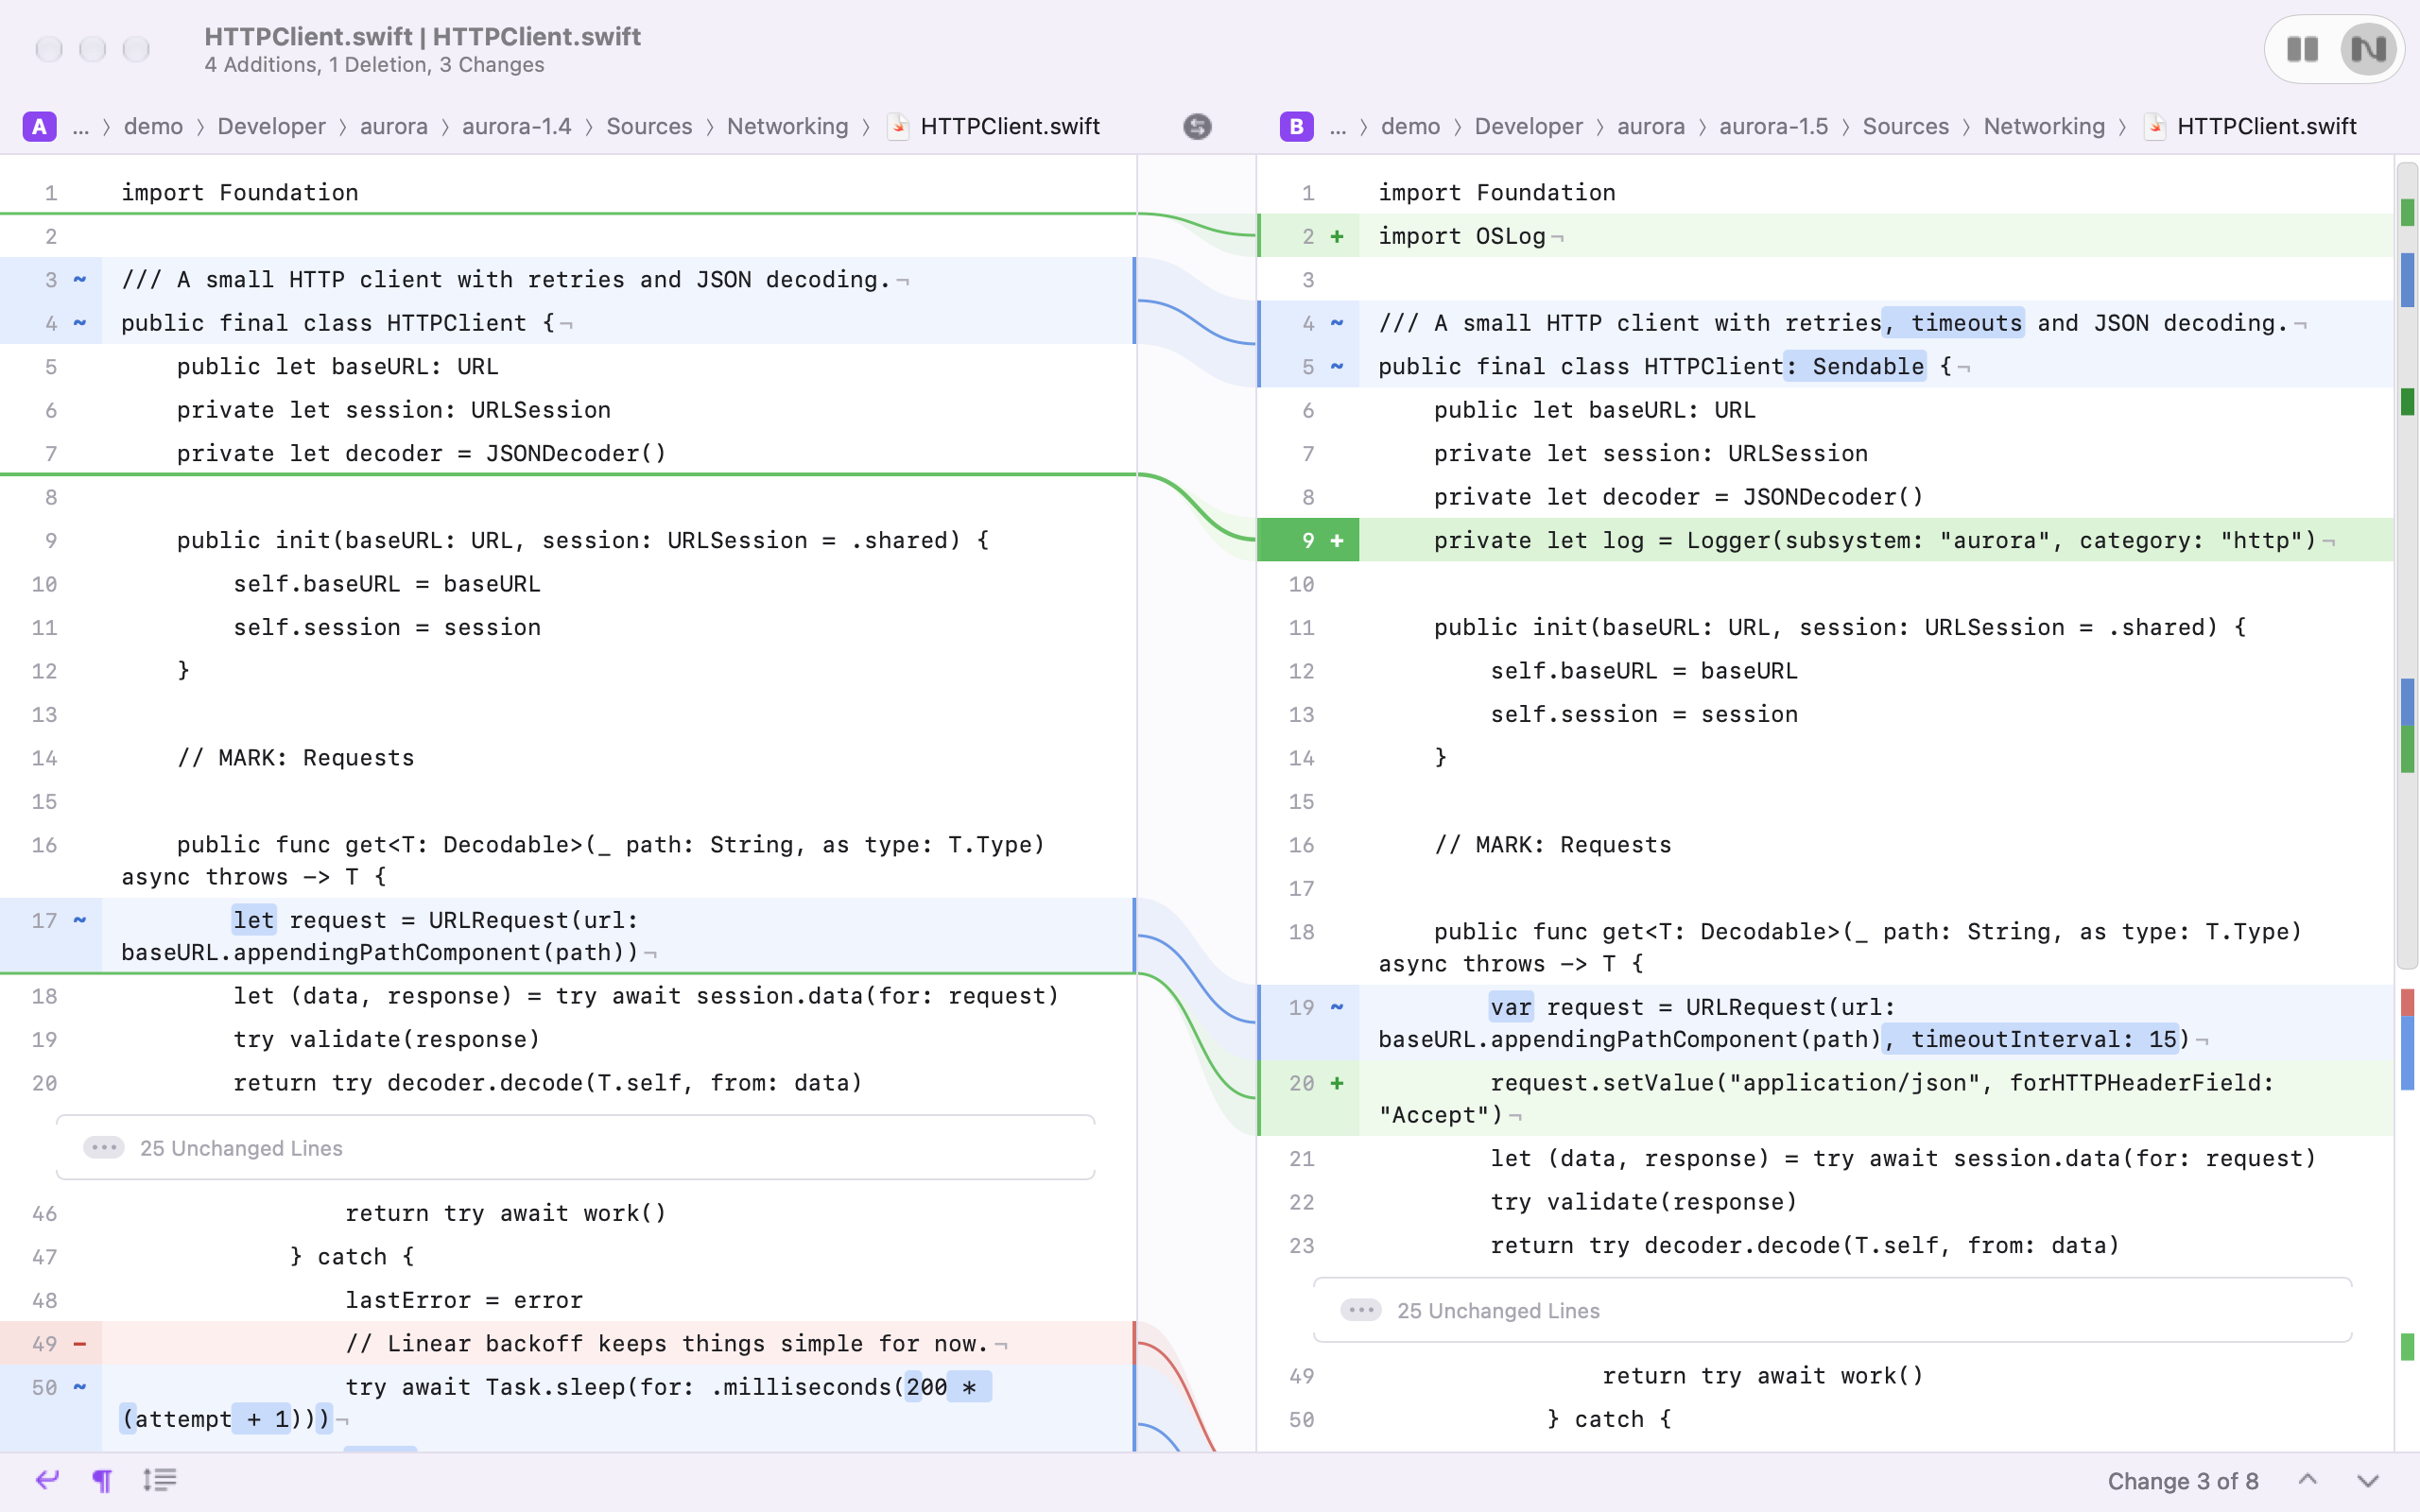 HTTPClient.swift | HTTPClient.swift
4 Additions, 1 Deletion, 3 Changes
A ... 〉 demo 〉 Developer 〉 aurora 〉 aurora-1.4 〉 Sources 〉 Networking 〉 HTTPClient.swift
1 import Foundation
2
3 ~ /// A small HTTP client with retries and JSON decoding.¬
4 ~ public final class HTTPClient {¬
5 public let baseURL: URL
6 private let session: URLSession
7 private let decoder = JSONDecoder()
8
9 public init(baseURL: URL, session: URLSession = .shared) {
10 self.baseURL = baseURL
11 self.session = session
12 }
13
14 // MARK: Requests
15
16 public func get<T: Decodable>(_ path: String, as type: T.Type)
async throws -> T {
17 ~ let request = URLRequest(url:
baseURL.appendingPathComponent(path))¬
18 let (data, response) = try await session.data(for: request)
19 try validate(response)
20 return try decoder.decode(T.self, from: data)
••• 25 Unchanged Lines
46 return try await work()
47 } catch {
48 lastError = error
49 − // Linear backoff keeps things simple for now.¬
50 ~ try await Task.sleep(for: .milliseconds(200 *
(attempt + 1)))¬
B ... 〉 demo 〉 Developer 〉 aurora 〉 aurora-1.5 〉 Sources 〉 Networking 〉 HTTPClient.swift
1 import Foundation
2 + import OSLog¬
3
4 ~ /// A small HTTP client with retries, timeouts and JSON decoding.¬
5 ~ public final class HTTPClient: Sendable {¬
6 public let baseURL: URL
7 private let session: URLSession
8 private let decoder = JSONDecoder()
9 + private let log = Logger(subsystem: "aurora", category: "http")¬
10
11 public init(baseURL: URL, session: URLSession = .shared) {
12 self.baseURL = baseURL
13 self.session = session
14 }
15
16 // MARK: Requests
17
18 public func get<T: Decodable>(_ path: String, as type: T.Type)
async throws -> T {
19 ~ var request = URLRequest(url:
baseURL.appendingPathComponent(path), timeoutInterval: 15)¬
20 + request.setValue("application/json", forHTTPHeaderField:
"Accept")¬
21 let (data, response) = try await session.data(for: request)
22 try validate(response)
23 return try decoder.decode(T.self, from: data)
••• 25 Unchanged Lines
49 return try await work()
50 } catch {
¶
Change 3 of 8